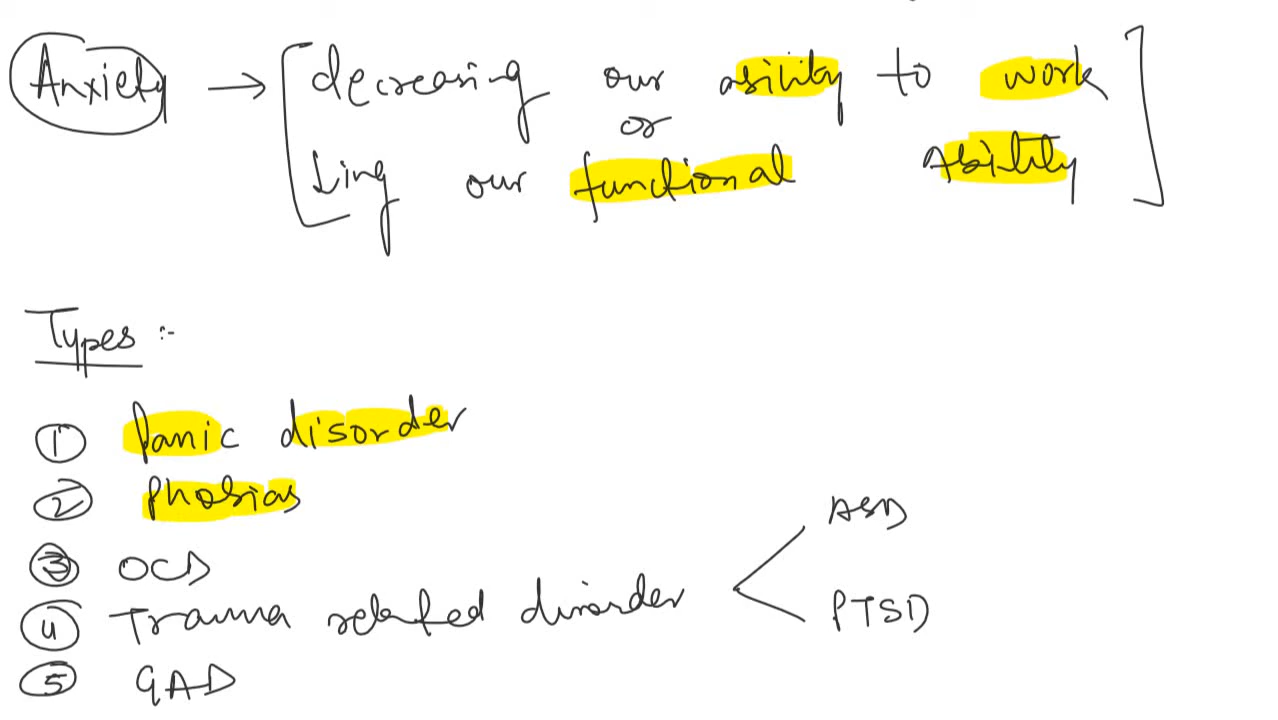 Anxiety → [decreasing our ability to work
or
↓ing our functional Ability]
Types :-
① Panic disorder
② Phobias
③ OCD
④ Trauma related disorder < ASD
PTSD
⑤ GAD